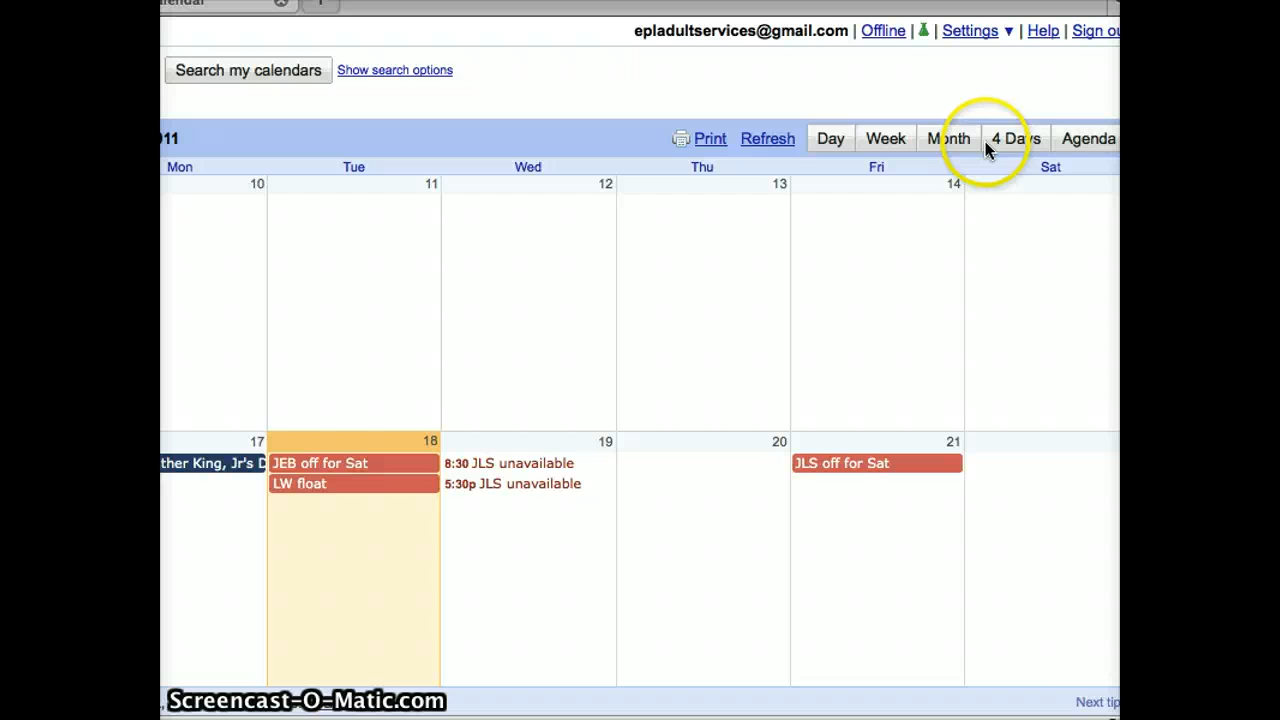 epladultservices@gmail.com | Offline | | Settings ▼ | Help | Sign
Search my calendars Show search options
Print Refresh Day Week Month 4 Days Agenda
Mon Tue Wed Thu Fri Sat
10 11 12 13 14
17 18 19 20 21
ther King, Jr's D JEB off for Sat 8:30 JLS unavailable JLS off for Sat
LW float 5:30p JLS unavailable
Screencast-O-Matic.com Next tip